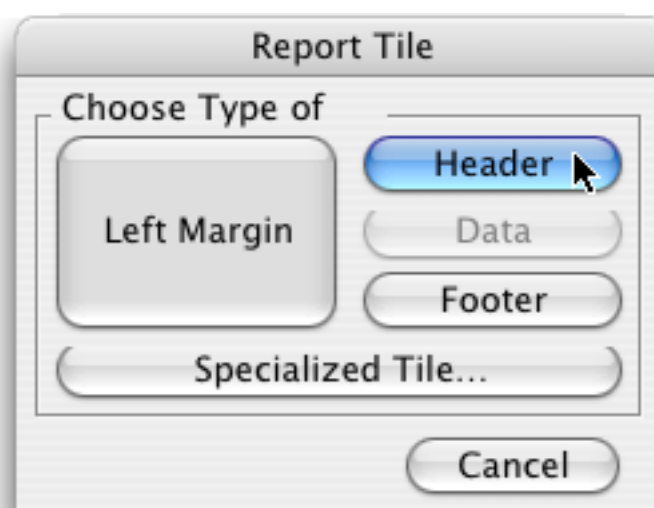 Report Tile
Choose Type of
Left Margin
Header
Data
Footer
Specialized Tile...
Cancel